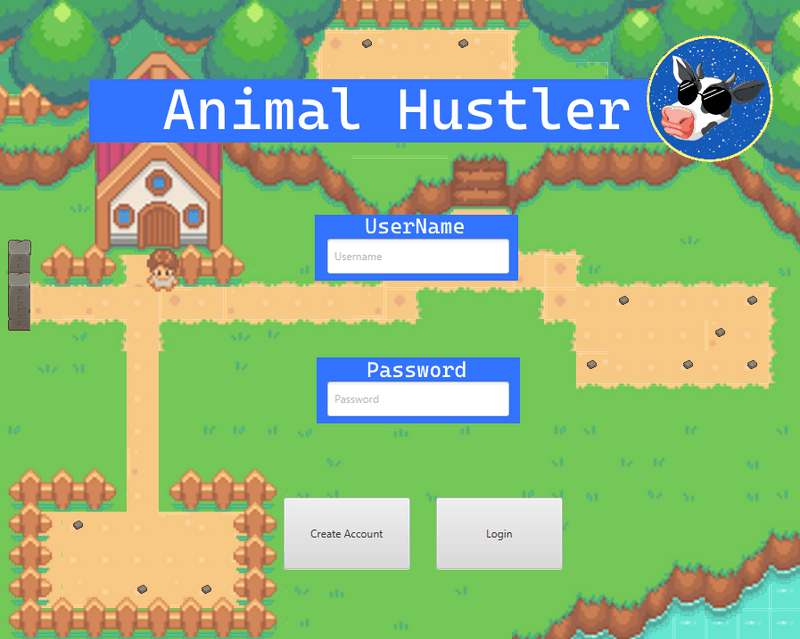 Animal Hustler
UserName
Username
Password
Password
Create Account
Login